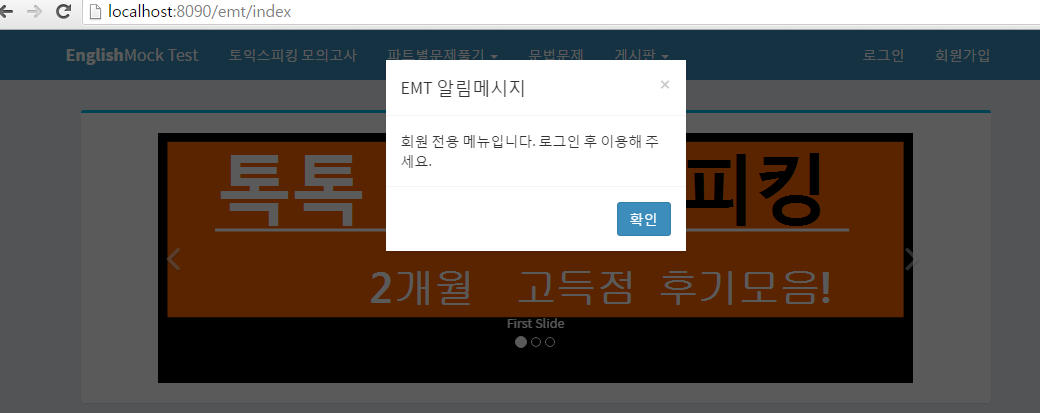 localhost:8090/emt/index
EnglishMock Test 토익스피킹 모의고사 파트별문제풀기 문법문제 게시판 로그인 회원가입
EMT 알림메시지 ×
회원 전용 메뉴입니다. 로그인 후 이용해 주
세요.
확인
톡톡 피킹
2개월 고득점 후기모음!
First Slide